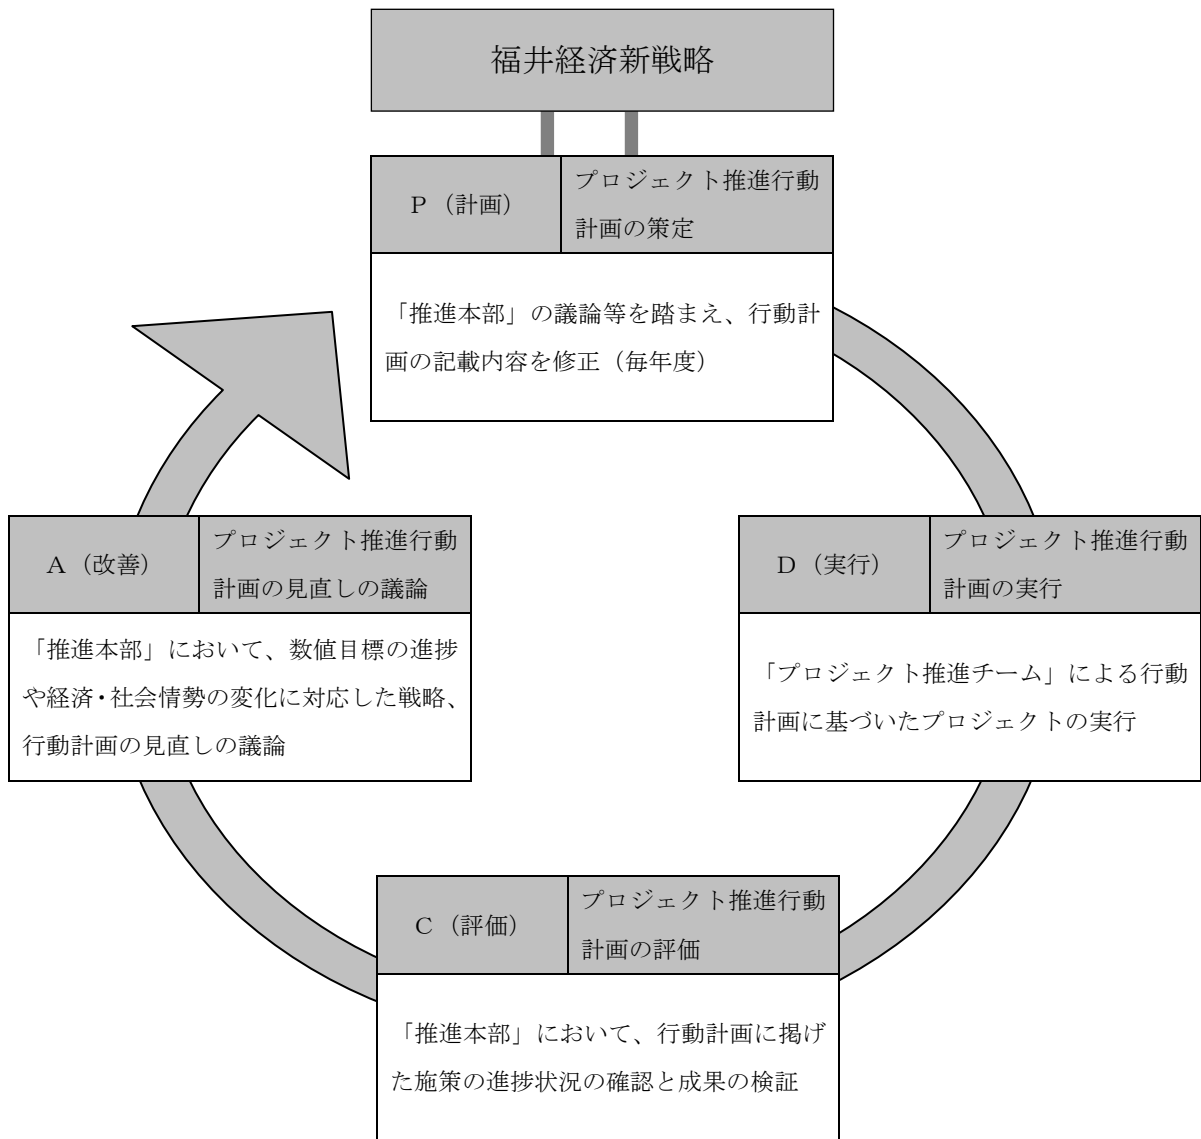 福井経済新戦略
P（計画）
プロジェクト推進行動
計画の策定
「推進本部」の議論等を踏まえ、行動計
画の記載内容を修正（毎年度）
D（実行）
プロジェクト推進行動
計画の実行
「プロジェクト推進チーム」による行動
計画に基づいたプロジェクトの実行
C（評価）
プロジェクト推進行動
計画の評価
「推進本部」において、行動計画に掲げ
た施策の進捗状況の確認と成果の検証
A（改善）
プロジェクト推進行動
計画の見直しの議論
「推進本部」において、数値目標の進捗
や経済・社会情勢の変化に対応した戦略、
行動計画の見直しの議論